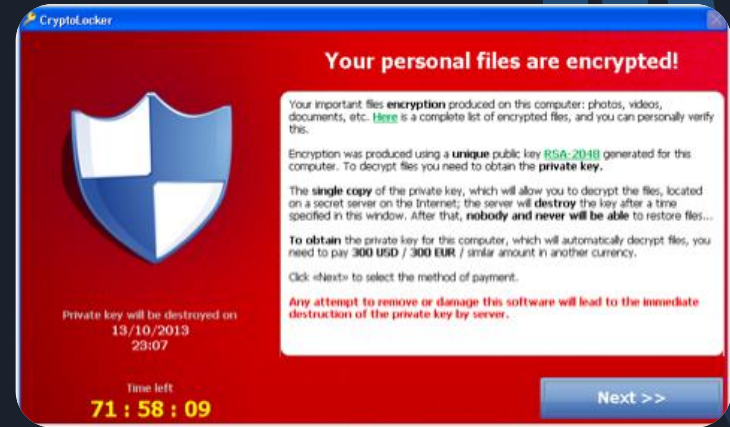 CryptoLocker
Your personal files are encrypted!
Your important files encryption produced on this computer: photos, videos,
documents, etc. Here is a complete list of encrypted files, and you can personally verify
this.
Encryption was produced using a unique public key RSA-2048 generated for this
computer. To decrypt files you need to obtain the private key.
The single copy of the private key, which will allow you to decrypt the files, located
on a secret server on the Internet; the server will destroy the key after a time
specified in this window. After that, nobody and never will be able to restore files...
To obtain the private key for this computer, which will automatically decrypt files, you
need to pay 300 USD / 300 EUR / similar amount in another currency.
Click «Next» to select the method of payment.
Any attempt to remove or damage this software will lead to the immediate
destruction of the private key by server.
Private key will be destroyed on
13/10/2013
23:07
Time left
71 : 58 : 09
Next >>